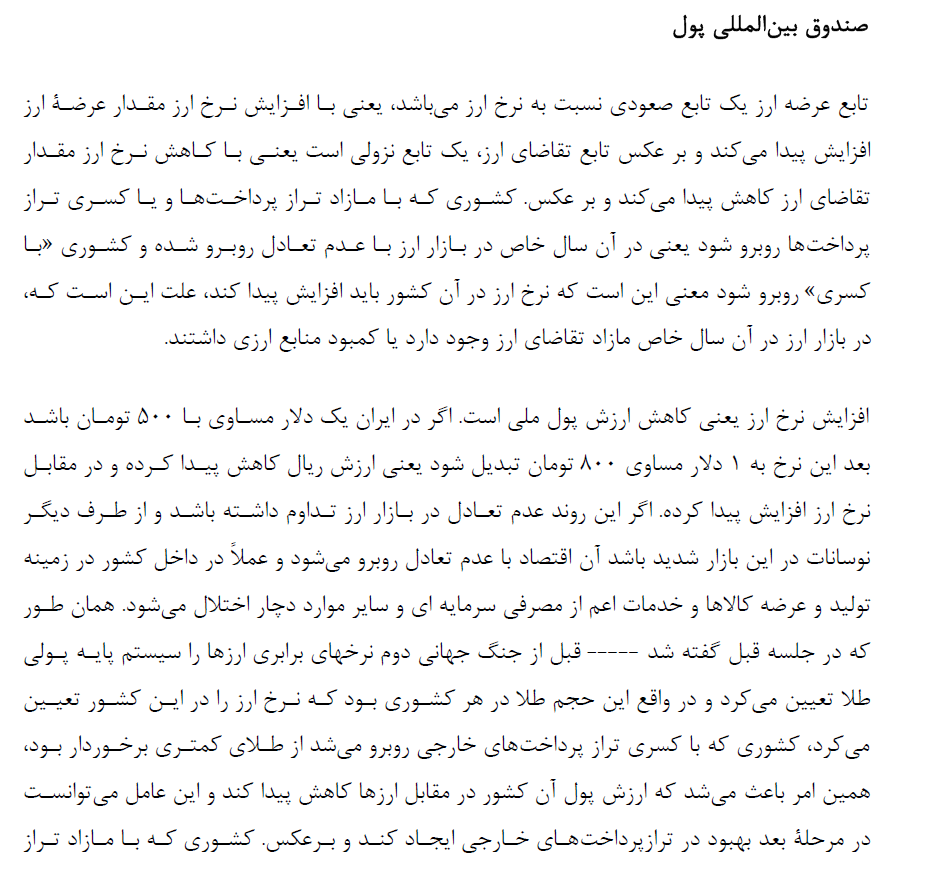 صندوق بین‌المللی پول
تابع عرضه ارز یک تابع صعودی نسبت به نرخ ارز می‌باشد، یعنی با افزایش نرخ ارز مقدار عرضهٔ ارز
افزایش پیدا می‌کند و بر عکس تابع تقاضای ارز، یک تابع نزولی است یعنی با کاهش نرخ ارز مقدار
تقاضای ارز کاهش پیدا می‌کند و بر عکس. کشوری که با مازاد تراز پرداخت‌ها و یا کسری تراز
پرداخت‌ها روبرو شود یعنی در آن سال خاص در بازار ارز با عدم تعادل روبرو شده و کشوری «با
کسری» روبرو شود معنی این است که نرخ ارز در آن کشور باید افزایش پیدا کند، علت این است که،
در بازار ارز در آن سال خاص مازاد تقاضای ارز وجود دارد یا کمبود منابع ارزی داشتند.
افزایش نرخ ارز یعنی کاهش ارزش پول ملی است. اگر در ایران یک دلار مساوی با ۵۰۰ تومان باشد
بعد این نرخ به ۱ دلار مساوی ۸۰۰ تومان تبدیل شود یعنی ارزش ریال کاهش پیدا کرده و در مقابل
نرخ ارز افزایش پیدا کرده. اگر این روند عدم تعادل در بازار ارز تداوم داشته باشد و از طرف دیگر
نوسانات در این بازار شدید باشد آن اقتصاد با عدم تعادل روبرو می‌شود و عملاً در داخل کشور در زمینه
تولید و عرضه کالاها و خدمات اعم از مصرفی سرمایه ای و سایر موارد دچار اختلال می‌شود. همان طور
که در جلسه قبل گفته شد ----- قبل از جنگ جهانی دوم نرخهای برابری ارزها را سیستم پایه پولی
طلا تعیین می‌کرد و در واقع این حجم طلا در هر کشوری بود که نرخ ارز را در این کشور تعیین
می‌کرد، کشوری که با کسری تراز پرداخت‌های خارجی روبرو می‌شد از طلای کمتری برخوردار بود،
همین امر باعث می‌شد که ارزش پول آن کشور در مقابل ارزها کاهش پیدا کند و این عامل می‌توانست
در مرحلهٔ بعد بهبود در ترازپرداخت‌های خارجی ایجاد کند و برعکس. کشوری که با مازاد تراز